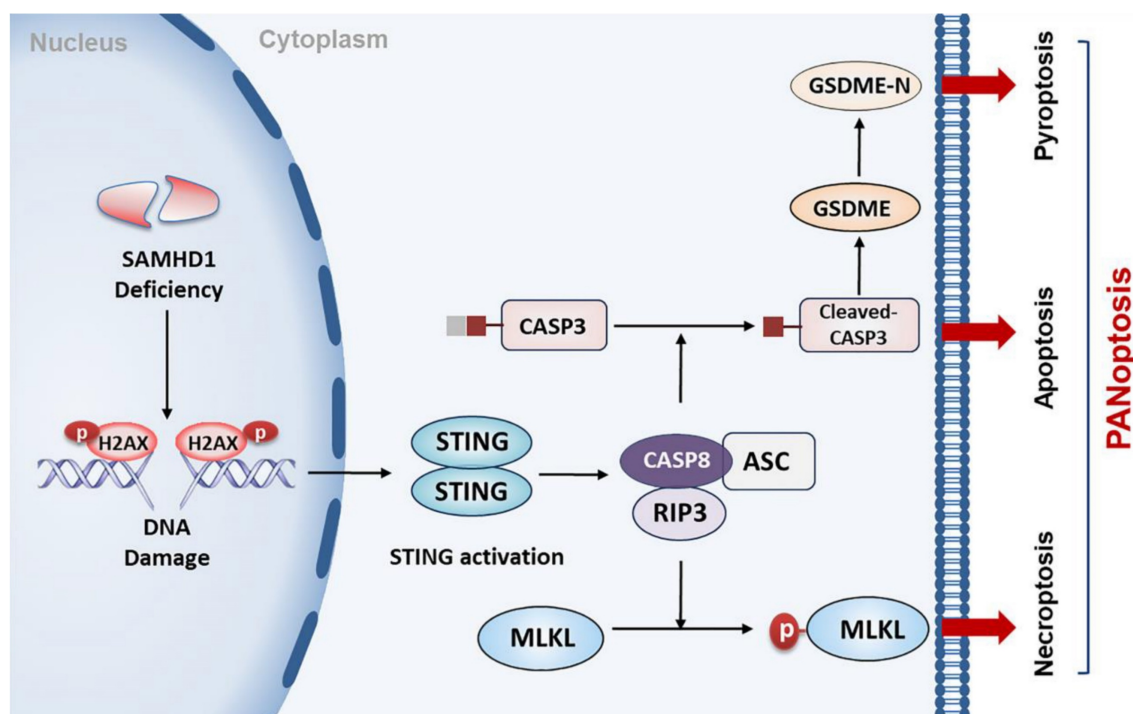 Nucleus
Cytoplasm
SAMHD1
Deficiency
p
H2AX
H2AX
p
DNA
Damage
STING
STING
STING activation
CASP3
Cleaved-
CASP3
GSDME
GSDME-N
CASP8
ASC
RIP3
MLKL
p
MLKL
Pyroptosis
Apoptosis
Necroptosis
PANoptosis